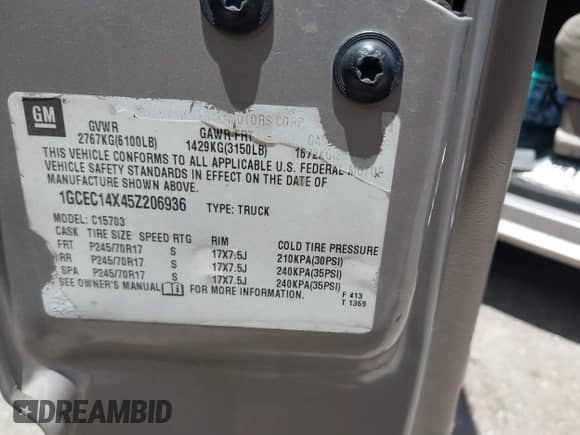 GM
MOTORS CORP
GVWR GAWR FRT
2767KG(6100LB) 1429KG(3150LB)
THIS VEHICLE CONFORMS TO ALL APPLICABLE U.S. FEDERAL MOTOR
VEHICLE SAFETY STANDARDS IN EFFECT ON THE DATE OF
MANUFACTURE SHOWN ABOVE.
1GCEC14X45Z206936 TYPE: TRUCK
MODEL: C15703
CASK TIRE SIZE SPEED RTG RIM COLD TIRE PRESSURE
FRT P245/70R17 S 17X7.5J 210KPA(30PSI)
RR P245/70R17 S 17X7.5J 240KPA(35PSI)
SPA P245/70R17 S 17X7.5J 240KPA(35PSI)
SEE OWNER'S MANUAL FOR MORE INFORMATION.
F 413
T 1369
DREAMBID